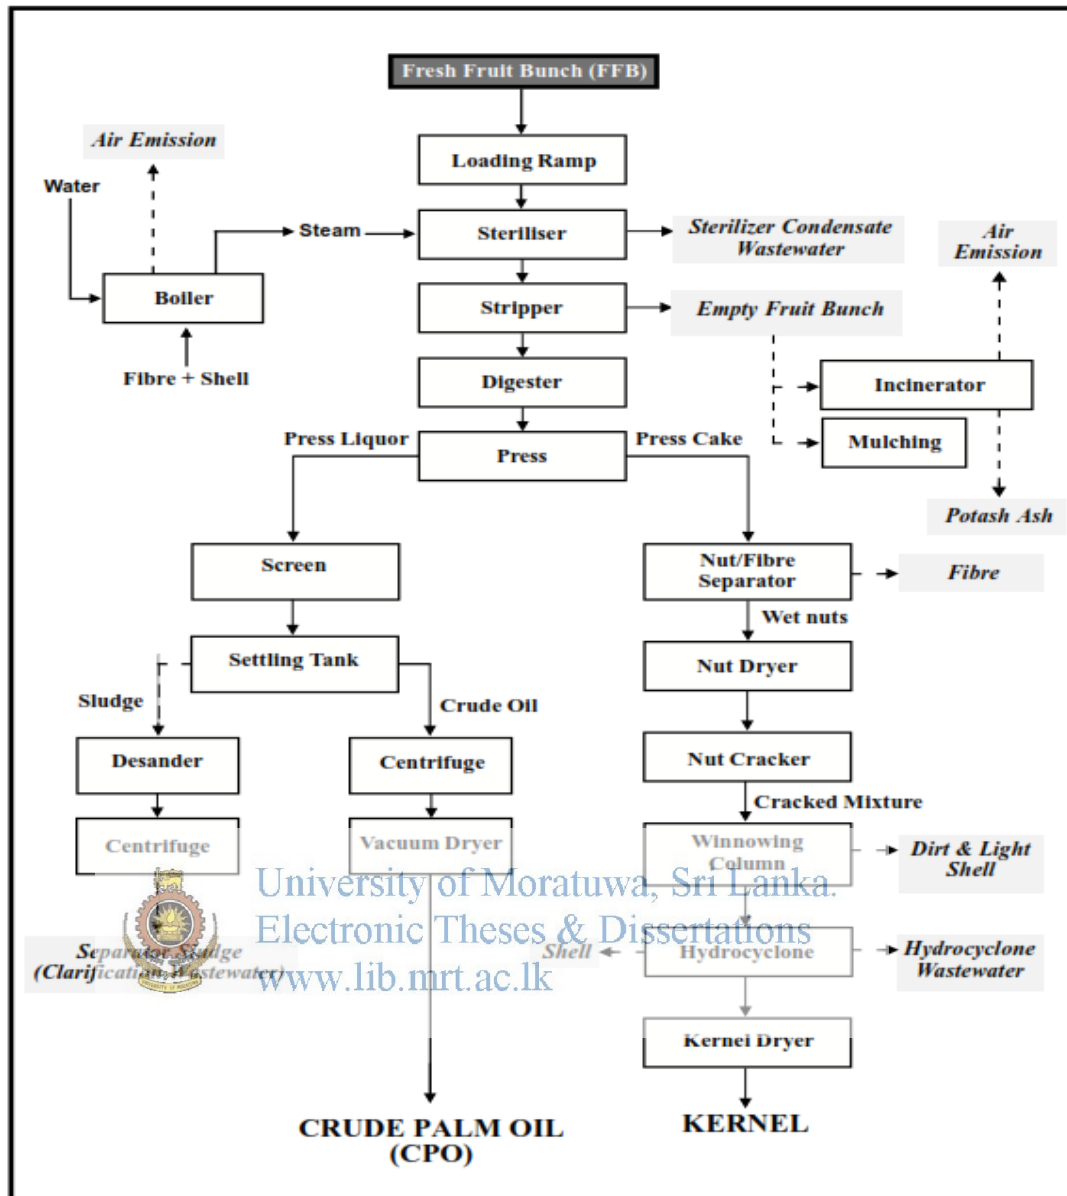 Fresh Fruit Bunch (FFB)
Air Emission
Loading Ramp
Water
Steam
Steriliser
Sterilizer Condensate
Wastewater
Air
Emission
Boiler
Stripper
Empty Fruit Bunch
Fibre + Shell
Digester
Incinerator
Press Liquor
Press
Press Cake
Mulching
Potash Ash
Screen
Nut/Fibre
Separator
Fibre
Wet nuts
Settling Tank
Nut Dryer
Sludge
Crude Oil
Desander
Centrifuge
Nut Cracker
Cracked Mixture
Centrifuge
Vacuum Dryer
Winnowing
Column
Dirt & Light
Shell
University of Moratuwa, Sri Lanka.
Electronic Theses & Dissertations
www.lib.mrt.ac.lk
Separator Sludge
(Clarification Wastewater)
Shell
Hydrocyclone
Hydrocyclone
Wastewater
Kernel Dryer
CRUDE PALM OIL
(CPO)
KERNEL